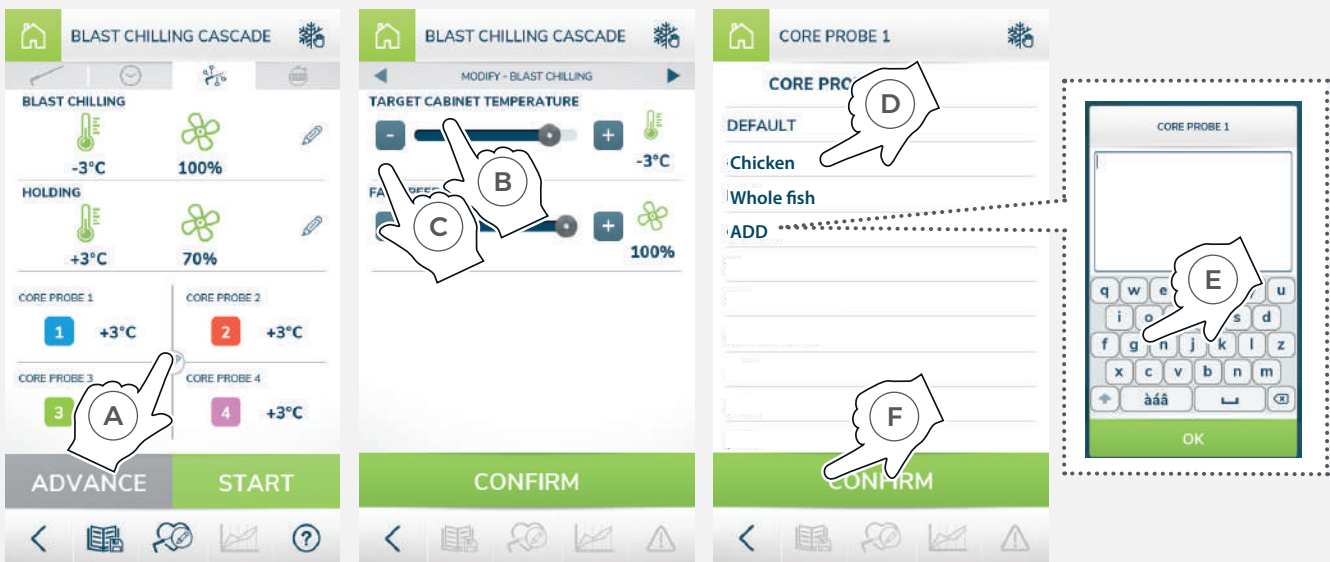 BLAST CHILLING CASCADE
BLAST CHILLING
-3°C 100%
HOLDING
+3°C 70%
CORE PROBE 1 CORE PROBE 2
1 +3°C 2 +3°C
CORE PROBE 3 CORE PROBE 4
3 4 +3°C
A
ADVANCE START
?
BLAST CHILLING CASCADE
MODIFY - BLAST CHILLING
TARGET CABINET TEMPERATURE
- +
-3°C
B
C
+
100%
CONFIRM
CORE PROBE 1
CORE
D
DEFAULT
Chicken
Whole fish
ADD
F
CONFIRM
CORE PROBE 1
E
q w e u
i o s d
f g n j k l z
x c v b n m
àáâ
OK